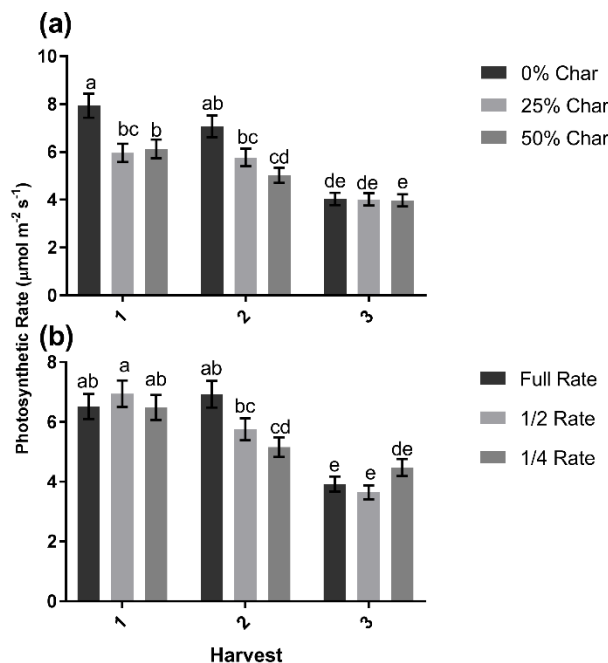 (a)
10
8
6
4
2
0
a
bc
b
ab
bc
cd
de
de
e
1
2
3
0% Char
25% Char
50% Char
Photosynthetic Rate (μmol m⁻² s⁻¹)
(b)
8
6
4
2
0
ab
a
ab
ab
bc
cd
e
e
de
1
2
3
Full Rate
1/2 Rate
1/4 Rate
Harvest